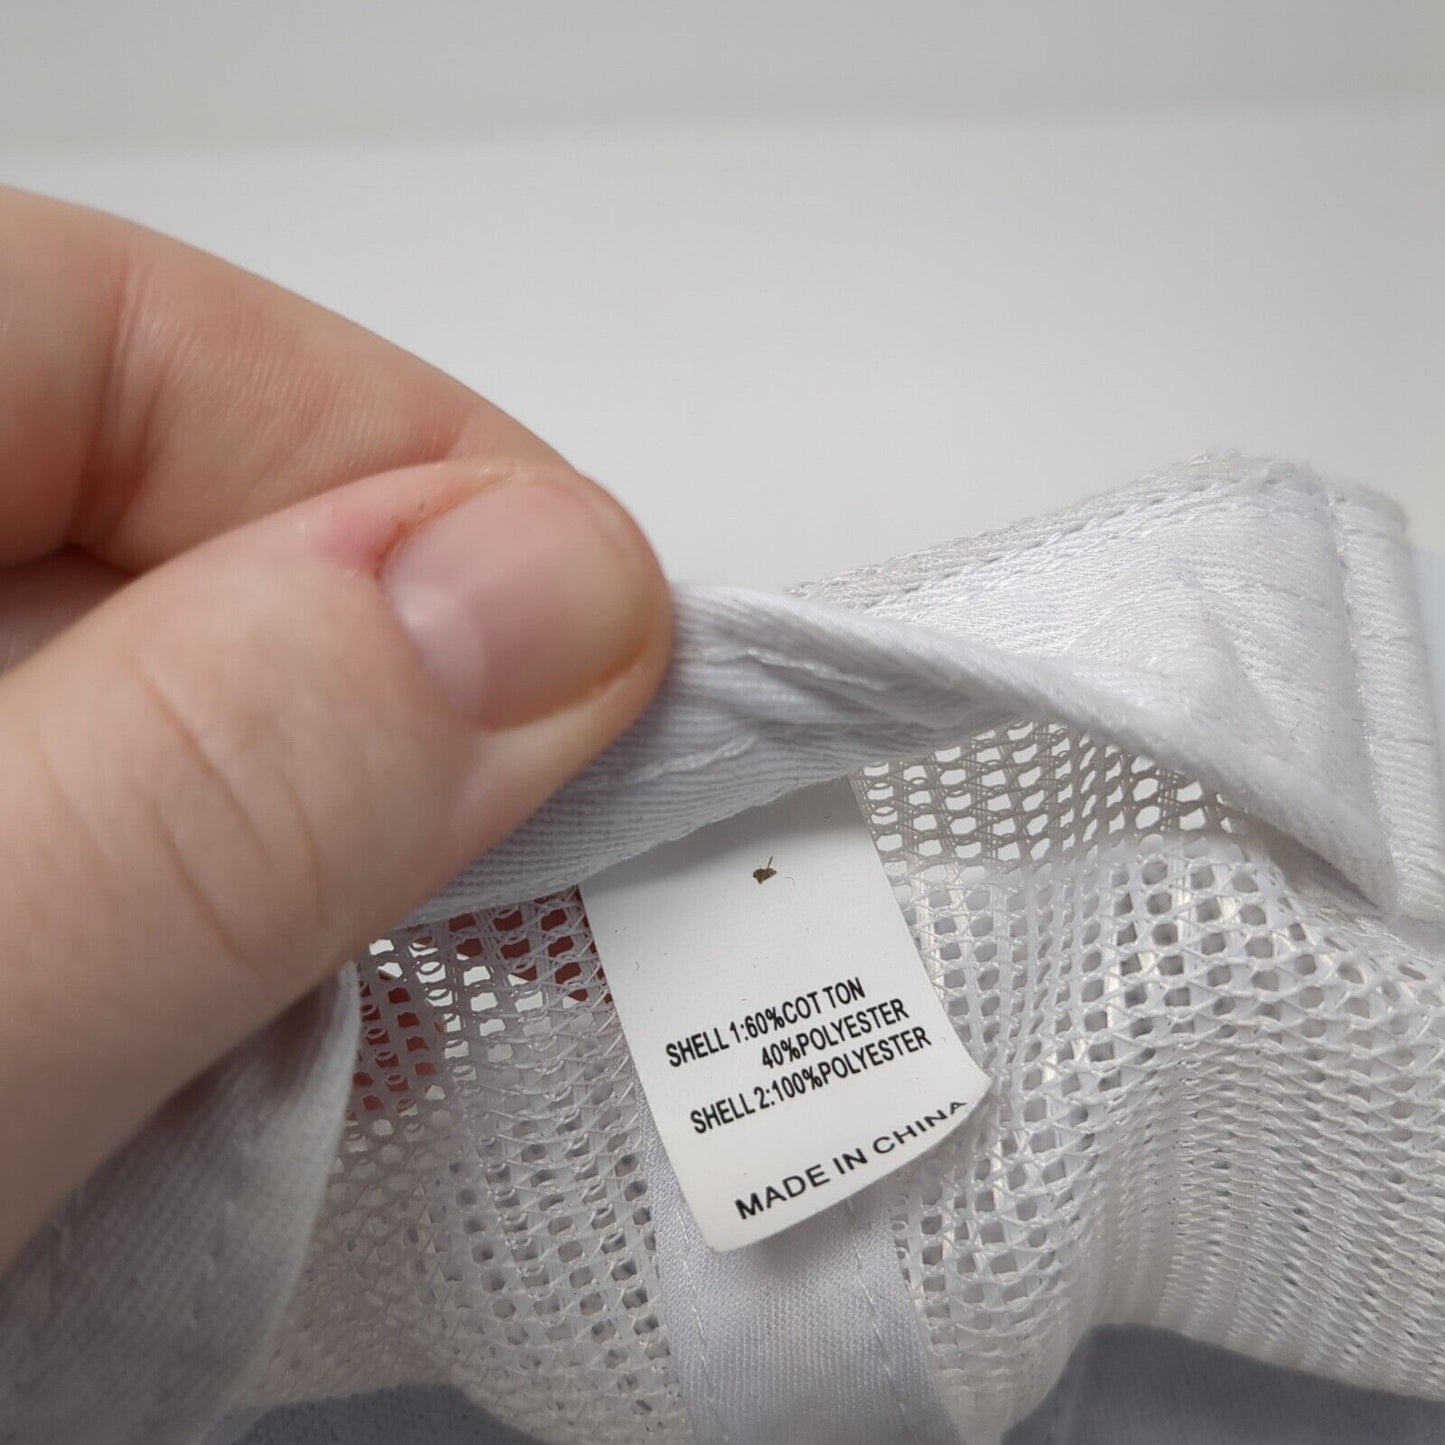 SHELL 1:60%COT TON
40%POLYESTER
SHELL 2:100%POLYESTER
MADE IN CHINA